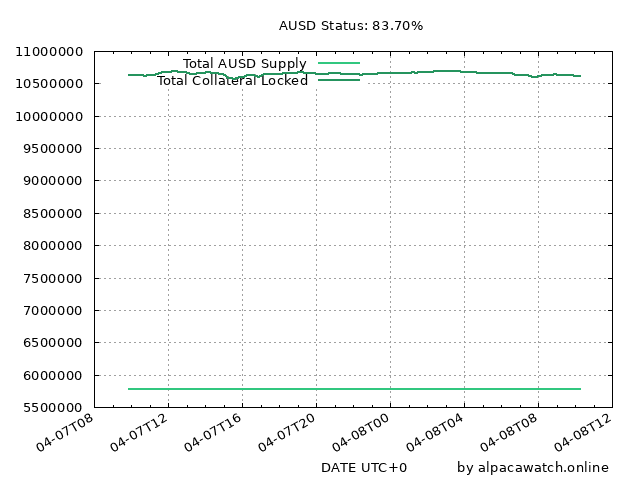 AUSD Status: 83.70%
11000000
10500000
10000000
9500000
9000000
8500000
8000000
7500000
7000000
6500000
6000000
5500000
Total AUSD Supply
Total Collateral Locked
04-07T08
04-07T12
04-07T16
04-07T20
04-08T00
04-08T04
04-08T08
04-08T12
DATE UTC+0
by alpacawatch.online